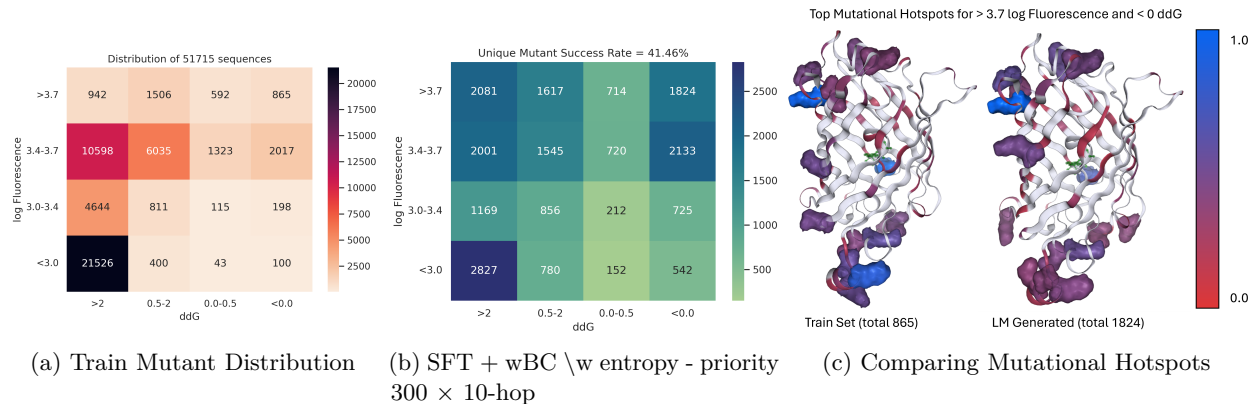 Top Mutational Hotspots for > 3.7 log Fluorescence and < 0 ddG
Distribution of 51715 sequences
>3.7
3.4-3.7
3.0-3.4
<3.0
log Fluorescence
942 1506 592 865
10598 6035 1323 2017
4644 811 115 198
21526 400 43 100
>2 0.5-2 0.0-0.5 <0.0
ddG
20000
17500
15000
12500
10000
7500
5000
2500
Unique Mutant Success Rate = 41.46%
>3.7
3.4-3.7
3.0-3.4
<3.0
log Fluorescence
2081 1617 714 1824
2001 1545 720 2133
1169 856 212 725
2827 780 152 542
>2 0.5-2 0.0-0.5 <0.0
ddG
2500
2000
1500
1000
500
1.0
0.0
Train Set (total 865)
LM Generated (total 1824)
(a) Train Mutant Distribution
(b) SFT + wBC \w entropy - priority
300 × 10-hop
(c) Comparing Mutational Hotspots